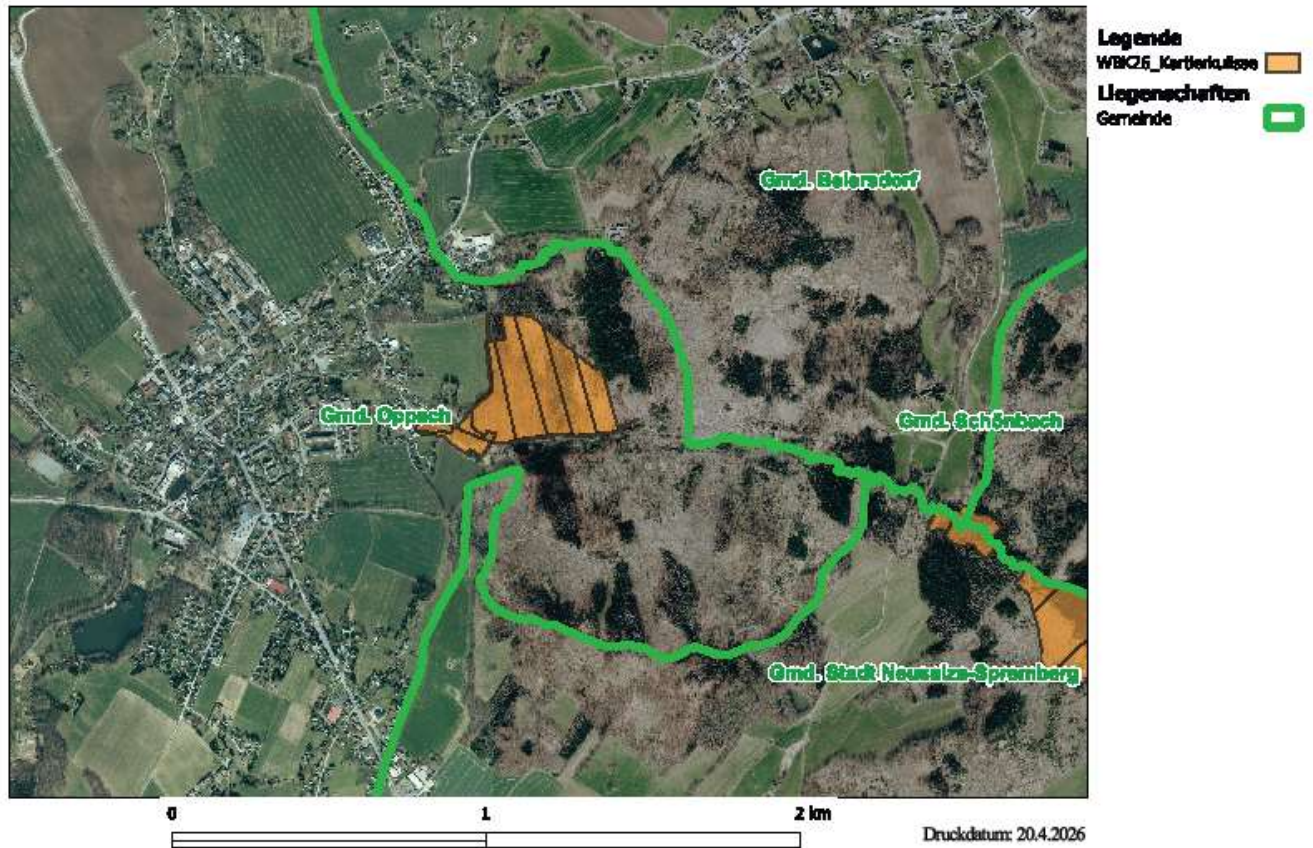 Legende
WBK26_Kartierkulisse
Liegenschaften
Gemeinde
Gmd. Beiersdorf
Gmd. Oppach
Gmd. Schönbach
Gmd. Stadt Neusalza-Spremberg
0 1 2 km
Druckdatum: 20.4.2026